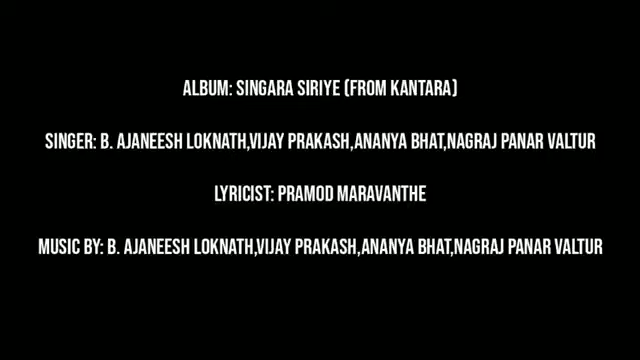 ALBUM: SINGARA SIRIYE (FROM KANTARA)
SINGER: B. AJANEESH LOKNATH,VIJAY PRAKASH,ANANYA BHAT,NAGRAJ PANAR VALTUR
LYRICIST: PRAMOD MARAVANTHE
MUSIC BY: B. AJANEESH LOKNATH,VIJAY PRAKASH,ANANYA BHAT,NAGRAJ PANAR VALTUR